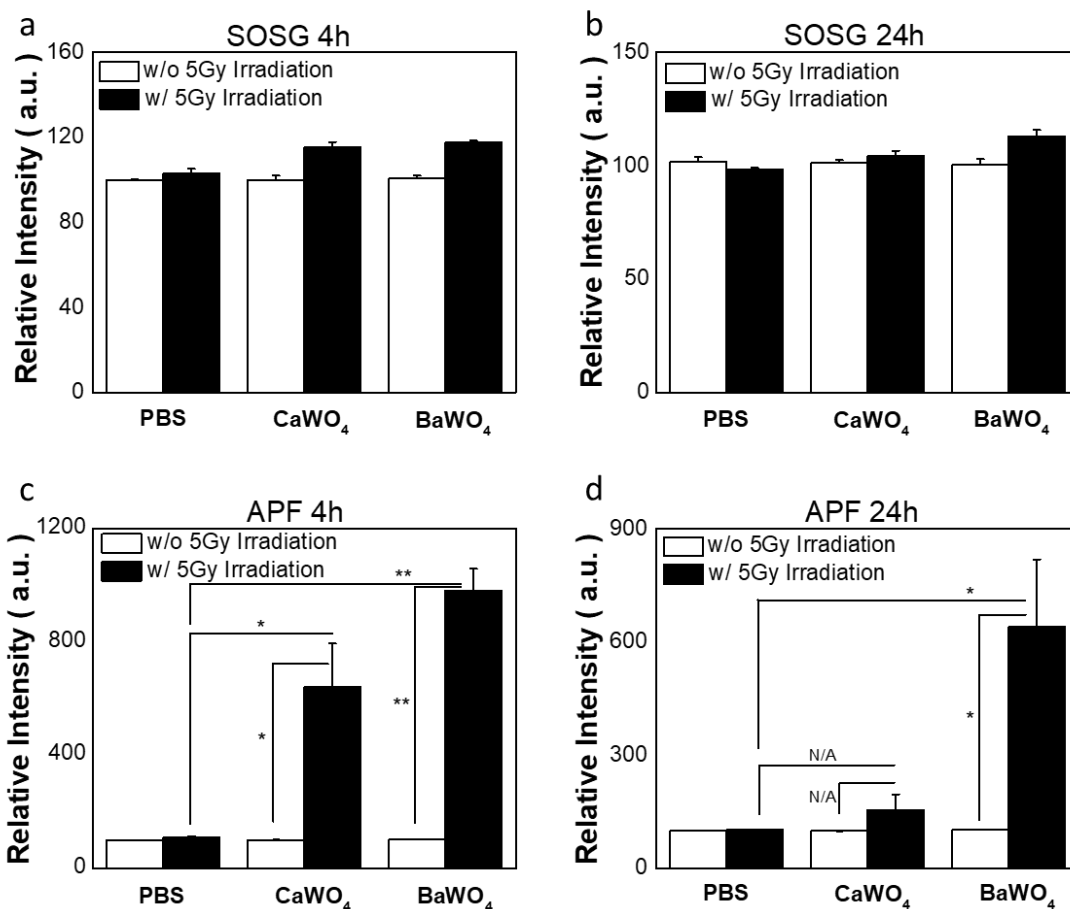 a
SOSG 4h
160
w/o 5Gy Irradiation
w/ 5Gy Irradiation
120
80
40
0
Relative Intensity ( a.u. )
PBS
CaWO₄
BaWO₄
b
SOSG 24h
150
w/o 5Gy Irradiation
w/ 5Gy Irradiation
100
50
0
Relative Intensity ( a.u. )
PBS
CaWO₄
BaWO₄
c
APF 4h
1200
w/o 5Gy Irradiation
w/ 5Gy Irradiation
**
800
*
**
*
400
0
Relative Intensity ( a.u. )
PBS
CaWO₄
BaWO₄
d
APF 24h
900
w/o 5Gy Irradiation
w/ 5Gy Irradiation
*
600
*
300
N/A
N/A
0
Relative Intensity ( a.u. )
PBS
CaWO₄
BaWO₄